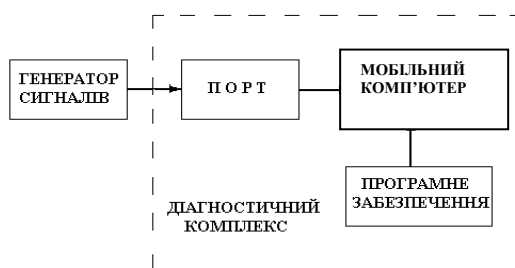 ГЕНЕРАТОР
СИГНАЛІВ
П О Р Т
МОБІЛЬНИЙ
КОМП'ЮТЕР
ПРОГРАМНЕ
ЗАБЕЗПЕЧЕННЯ
ДІАГНОСТИЧНИЙ
КОМПЛЕКС